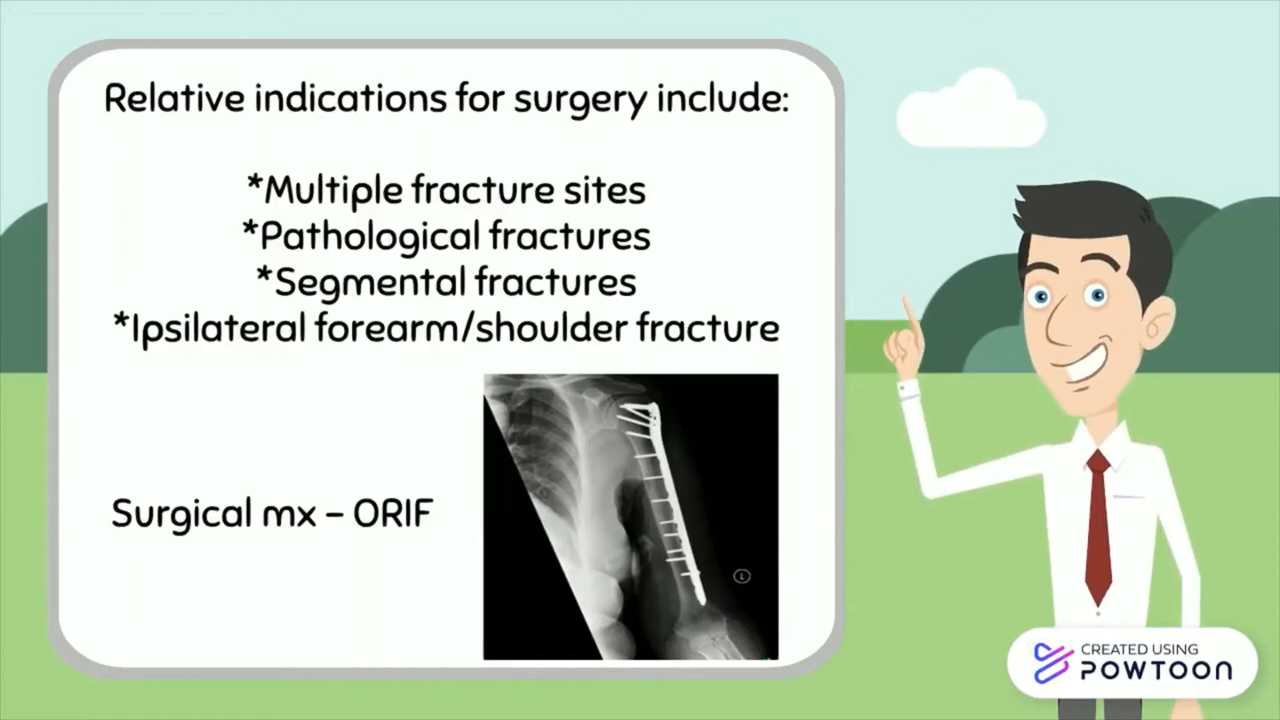 Relative indications for surgery include:
*Multiple fracture sites
*Pathological fractures
*Segmental fractures
*Ipsilateral forearm/shoulder fracture
Surgical mx – ORIF
L
CREATED USING
POWTOON